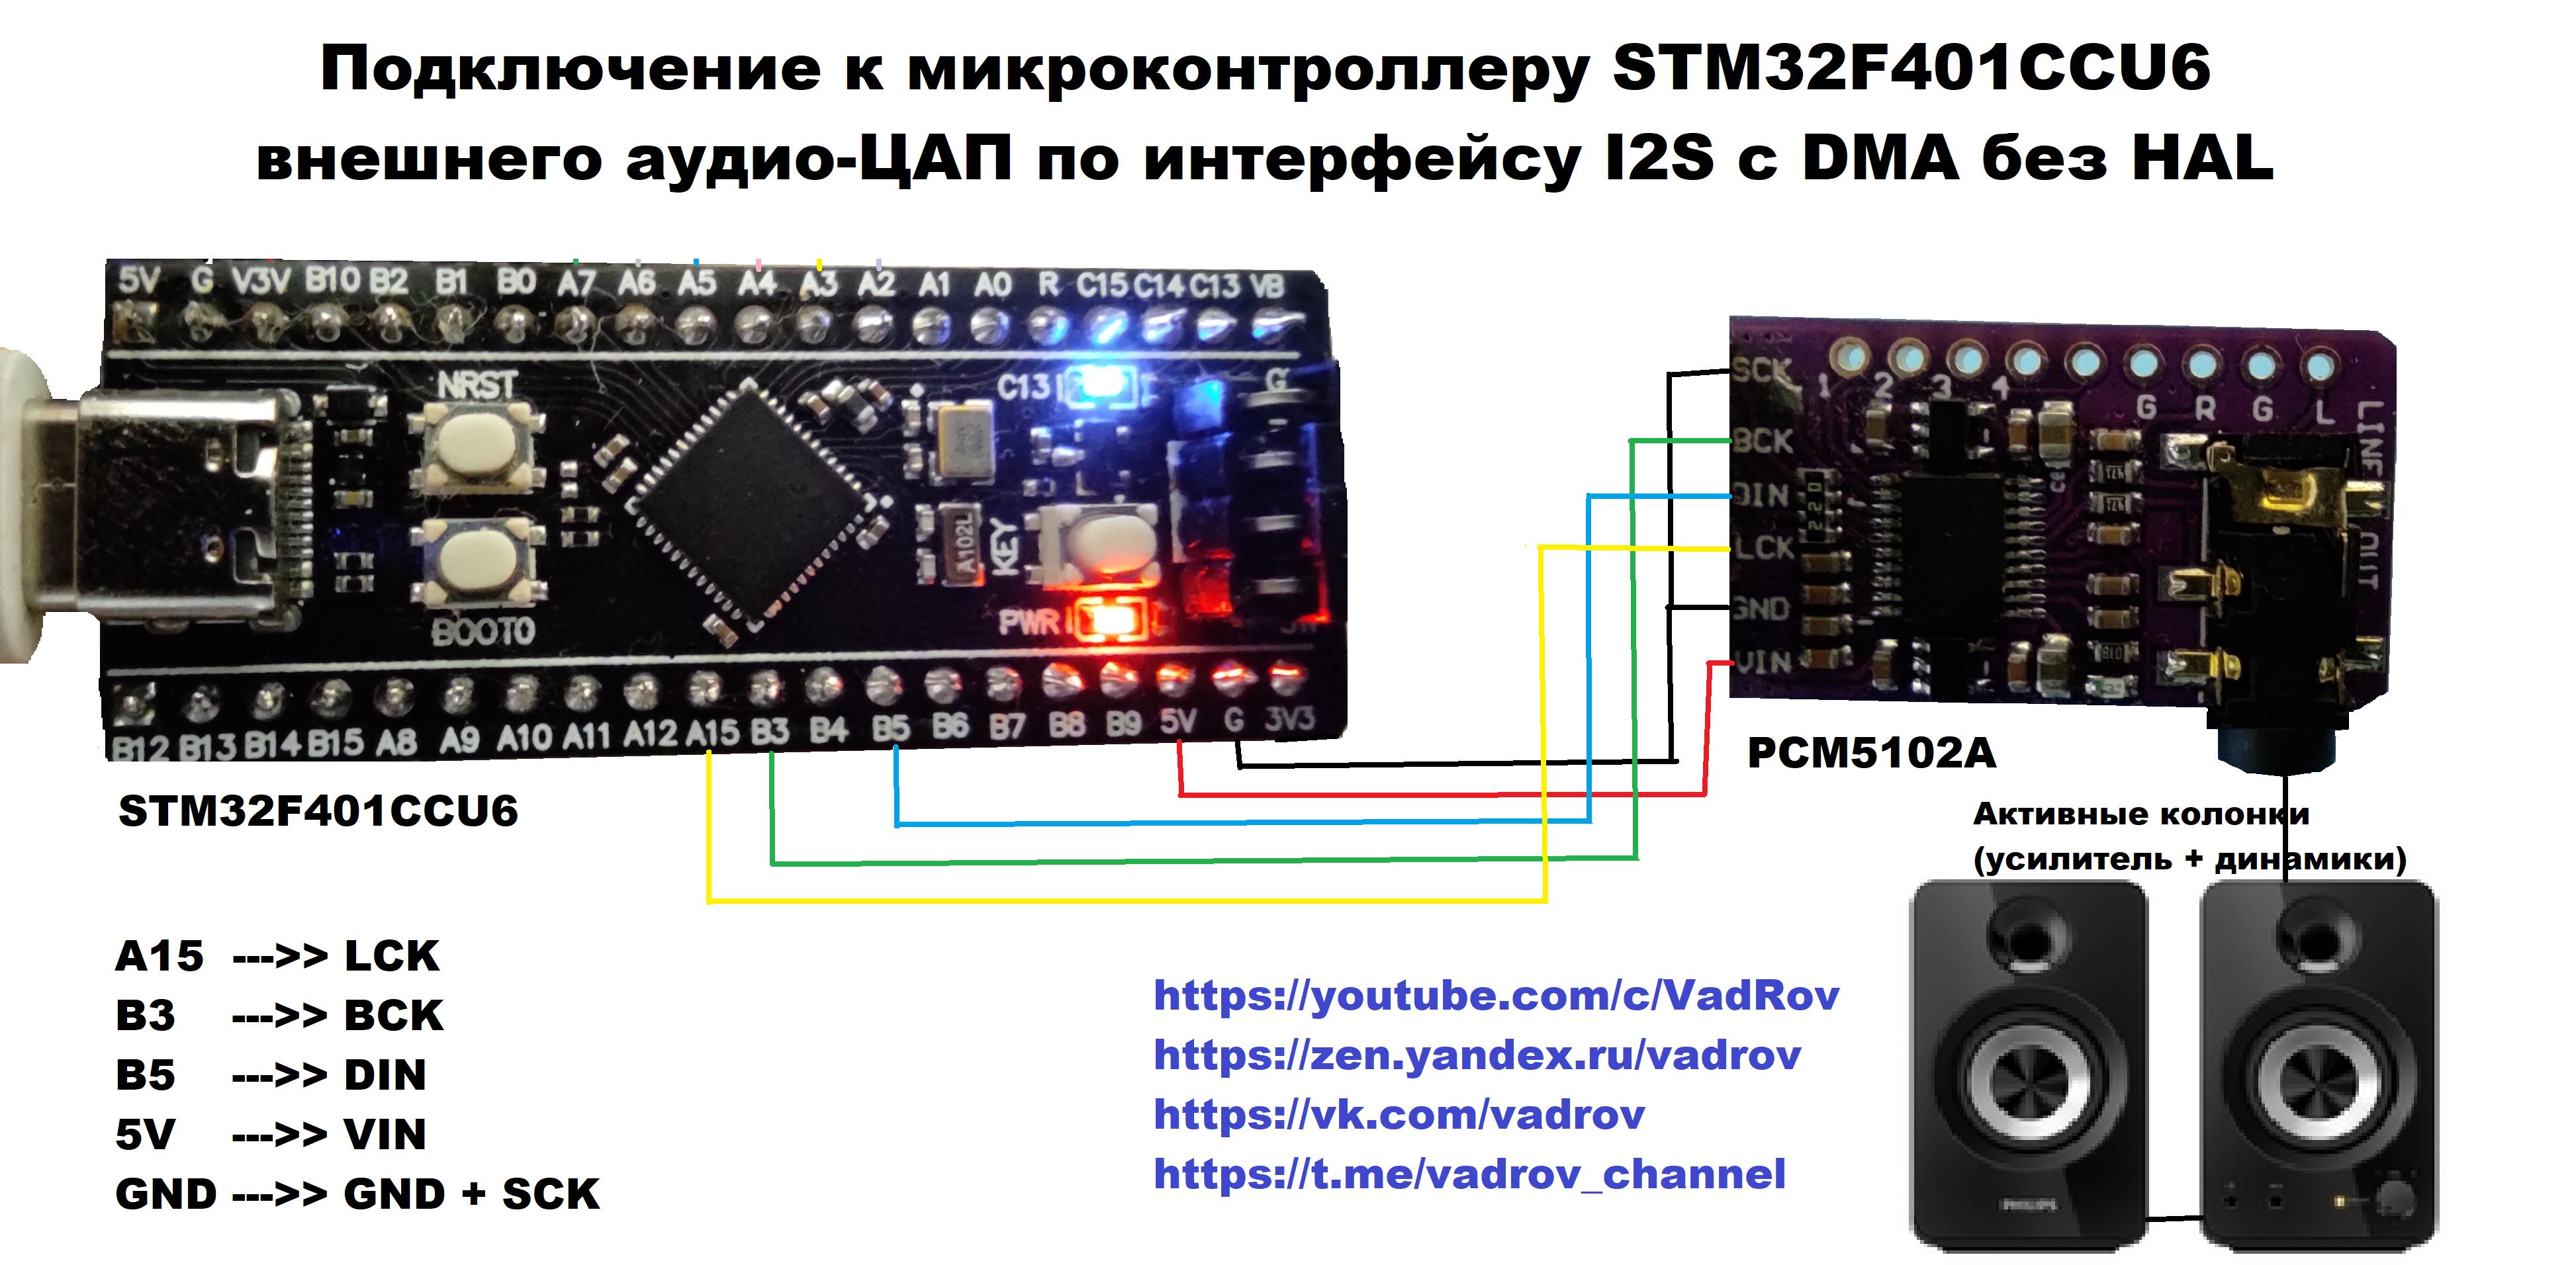 Подключение к микроконтроллеру STM32F401CCU6
внешнего аудио-ЦАП по интерфейсу I2S с DMA без HAL
5V G V3V B10 B2 B1 B0 A7 A6 A5 A4 A3 A2 A1 A0 R C15 C14 C13 VB
NRST
C13
G
KEY
A102L
BOOT0
PWR
B12 B13 B14 B15 A8 A9 A10 A11 A12 A15 B3 B4 B5 B6 B7 B8 B9 5V G 3V3
STM32F401CCU6
SCK
BCK
DIN
LCK
GND
VIN
1 2 3 4
G R G L
LINE OUT
220
PCM5102A
Активные колонки
(усилитель + динамики)
A15 --->> LCK
B3 --->> BCK
B5 --->> DIN
5V --->> VIN
GND --->> GND + SCK
https://youtube.com/c/VadRov
https://zen.yandex.ru/vadrov
https://vk.com/vadrov
https://t.me/vadrov_channel
PHILIPS